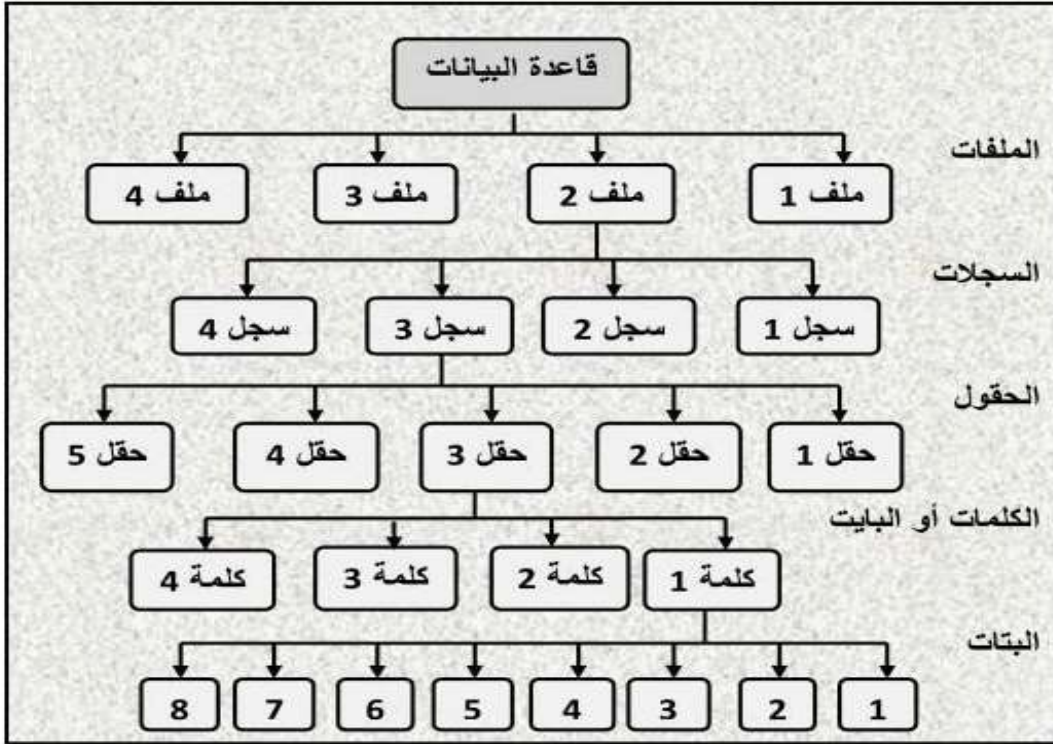 قاعدة البيانات
الملفات
ملف 1 ملف 2 ملف 3 ملف 4
السجلات
سجل 1 سجل 2 سجل 3 سجل 4
الحقول
حقل 1 حقل 2 حقل 3 حقل 4 حقل 5
الكلمات أو البايت
كلمة 1 كلمة 2 كلمة 3 كلمة 4
البتات
1 2 3 4 5 6 7 8